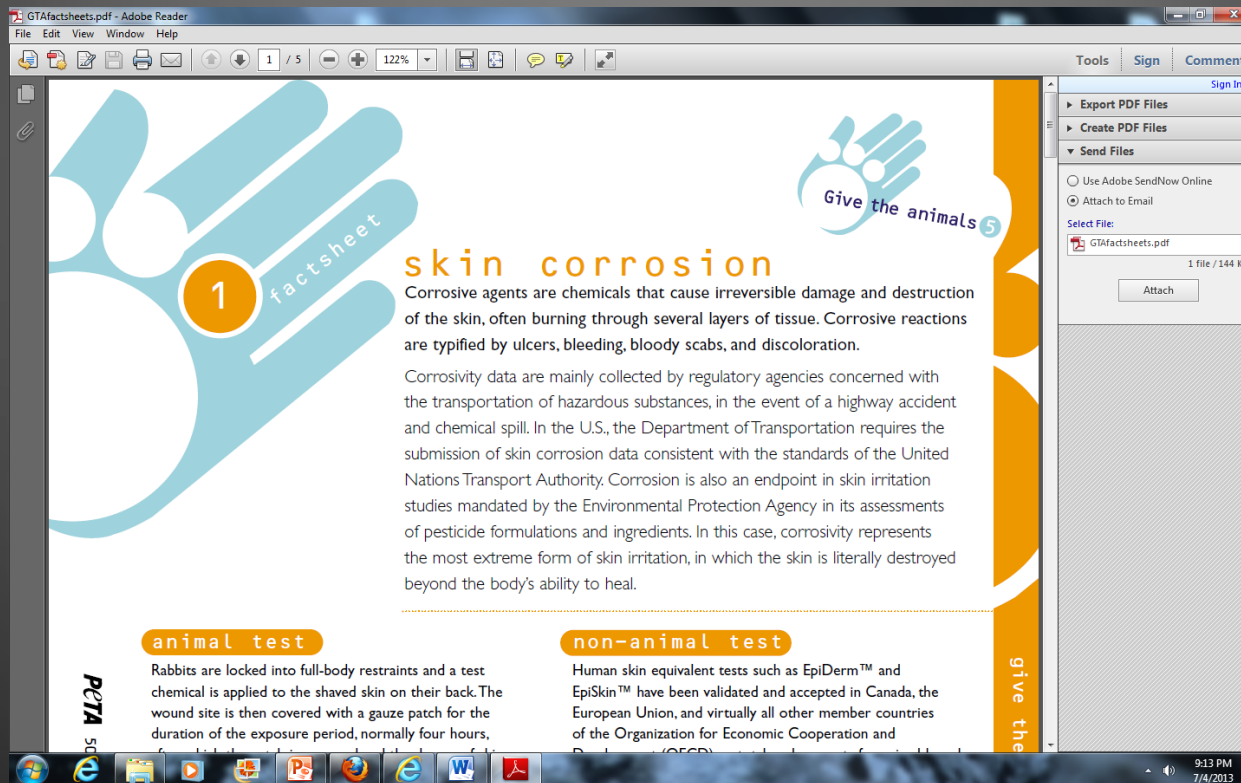 GTAfactsheets.pdf - Adobe Reader
File Edit View Window Help
1 / 5
122%
Tools Sign Comment
Sign In
Export PDF Files
Create PDF Files
Send Files
Use Adobe SendNow Online
Attach to Email
Select File:
GTAfactsheets.pdf
1 file / 144 K
Attach
Give the animals 5
1
factsheet
skin corrosion
Corrosive agents are chemicals that cause irreversible damage and destruction
of the skin, often burning through several layers of tissue. Corrosive reactions
are typified by ulcers, bleeding, bloody scabs, and discoloration.
Corrosivity data are mainly collected by regulatory agencies concerned with
the transportation of hazardous substances, in the event of a highway accident
and chemical spill. In the U.S., the Department of Transportation requires the
submission of skin corrosion data consistent with the standards of the United
Nations Transport Authority. Corrosion is also an endpoint in skin irritation
studies mandated by the Environmental Protection Agency in its assessments
of pesticide formulations and ingredients. In this case, corrosivity represents
the most extreme form of skin irritation, in which the skin is literally destroyed
beyond the body's ability to heal.
animal test
Rabbits are locked into full-body restraints and a test
chemical is applied to the shaved skin on their back. The
wound site is then covered with a gauze patch for the
duration of the exposure period, normally four hours,
non-animal test
Human skin equivalent tests such as EpiDerm™ and
EpiSkin™ have been validated and accepted in Canada, the
European Union, and virtually all other member countries
of the Organization for Economic Cooperation and
PETA
give the
9:13 PM
7/4/2013